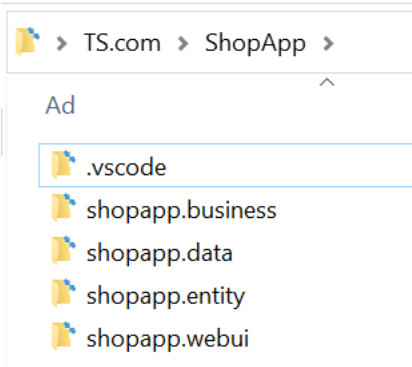 TS.com > ShopApp >
Ad
.vscode
shopapp.business
shopapp.data
shopapp.entity
shopapp.webui